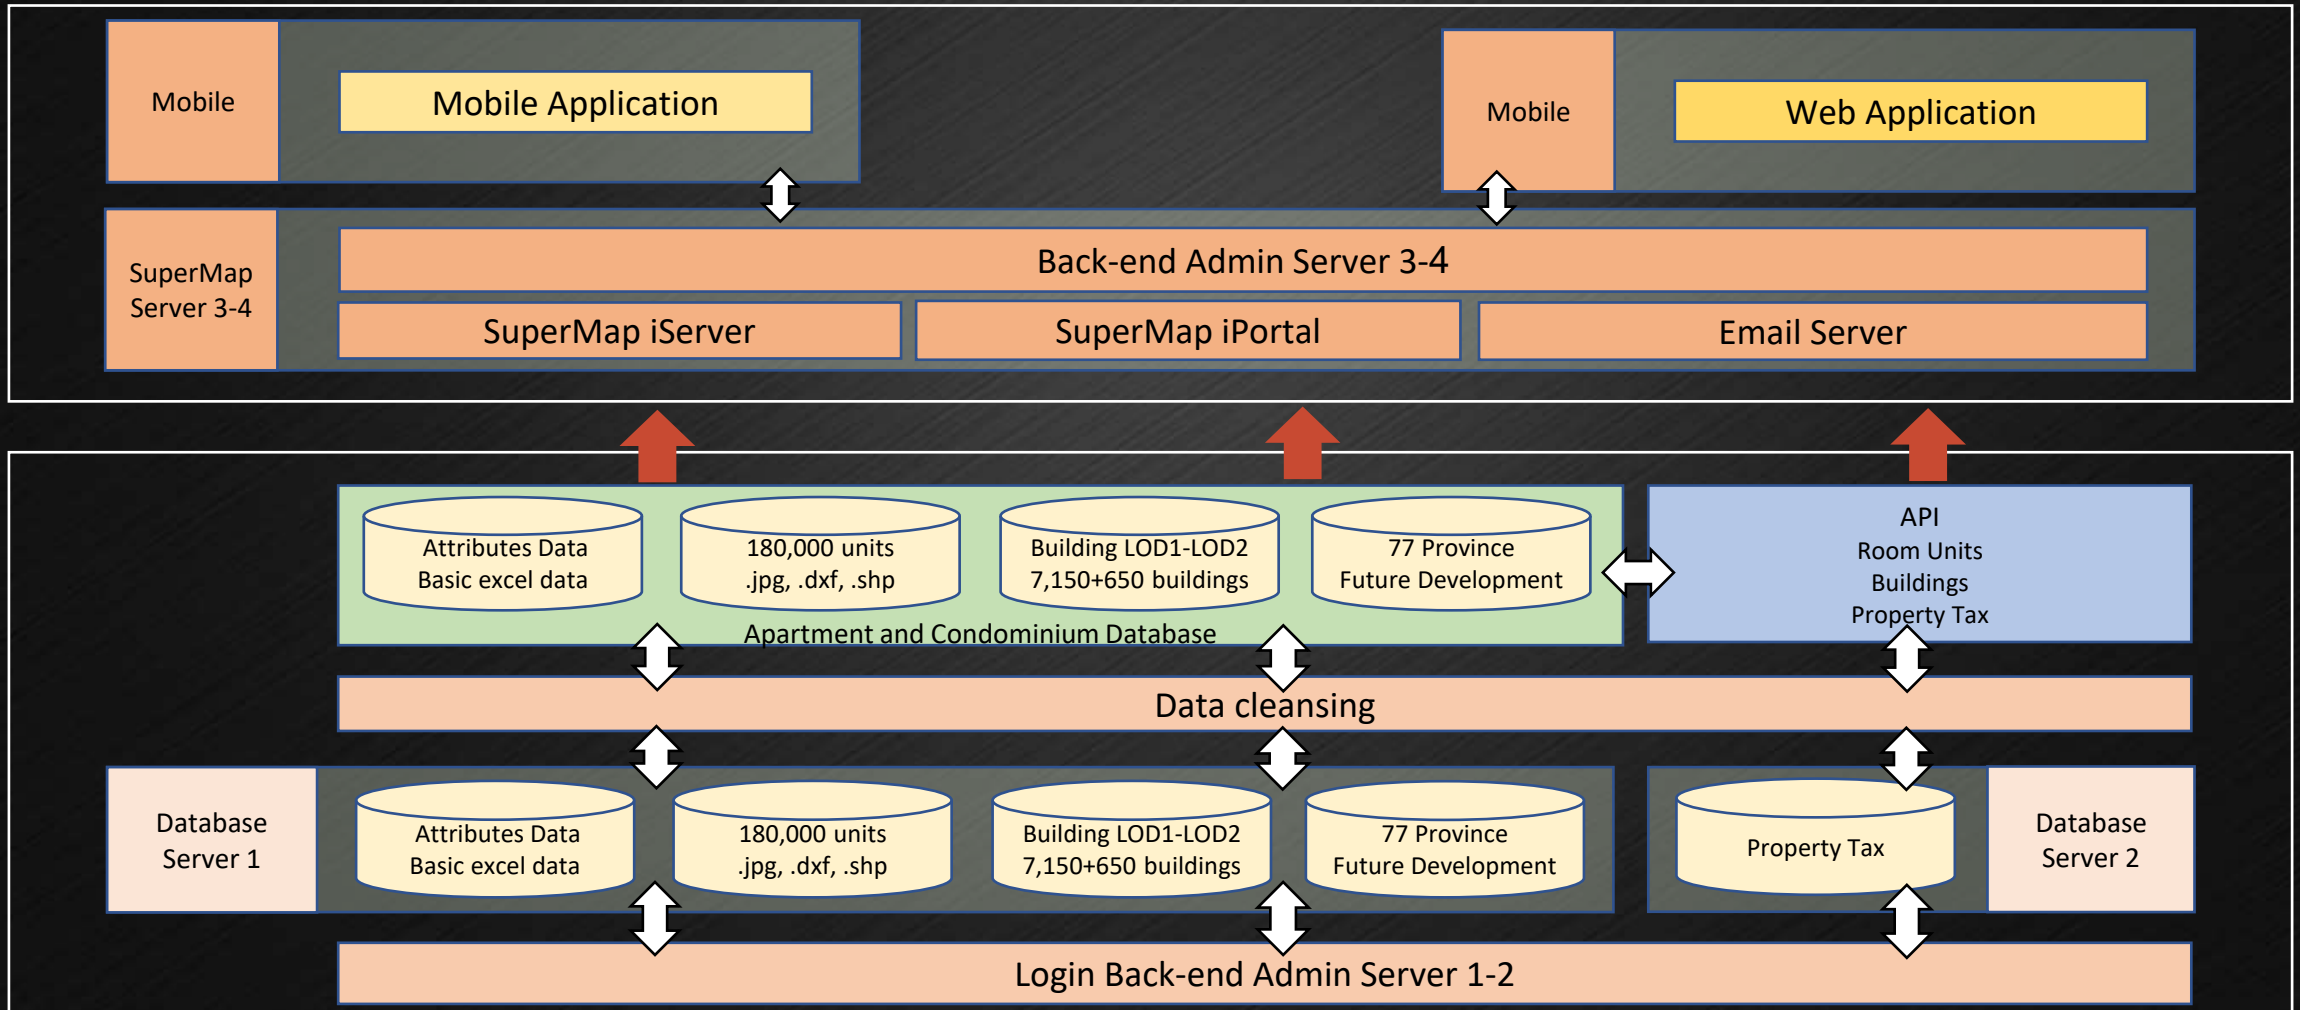 Mobile
Mobile Application
Mobile
Web Application
SuperMap
Server 3-4
Back-end Admin Server 3-4
SuperMap iServer
SuperMap iPortal
Email Server
Attributes Data
Basic excel data
180,000 units
.jpg, .dxf, .shp
Building LOD1-LOD2
7,150+650 buildings
77 Province
Future Development
Apartment and Condominium Database
API
Room Units
Buildings
Property Tax
Data cleansing
Database
Server 1
Attributes Data
Basic excel data
180,000 units
.jpg, .dxf, .shp
Building LOD1-LOD2
7,150+650 buildings
77 Province
Future Development
Property Tax
Database
Server 2
Login Back-end Admin Server 1-2